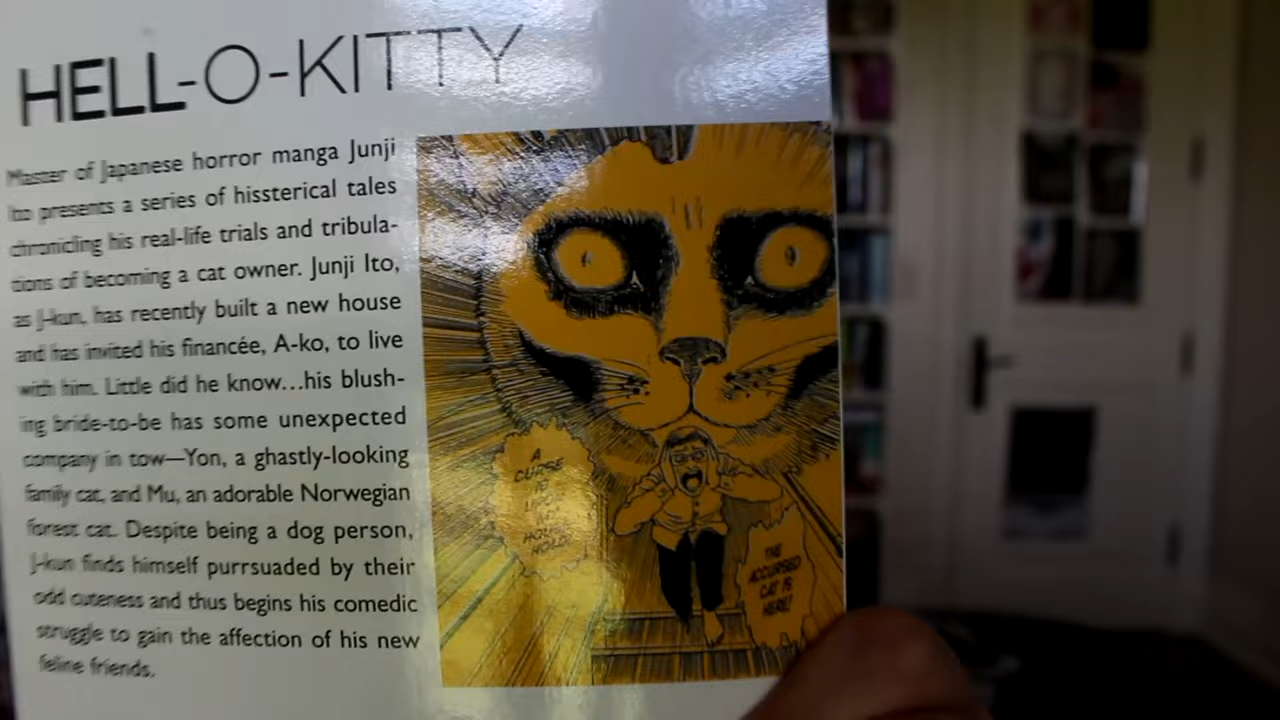 HELL-O-KITTY
Master of Japanese horror manga Junji
Ito presents a series of hissterical tales
chronicling his real-life trials and tribula-
tions of becoming a cat owner. Junji Ito,
as J-kun, has recently built a new house
and has invited his financée, A-ko, to live
with him. Little did he know...his blush-
ing bride-to-be has some unexpected
company in tow—Yon, a ghastly-looking
family cat, and Mu, an adorable Norwegian
forest cat. Despite being a dog person,
J-kun finds himself purrsuaded by their
odd cuteness and thus begins his comedic
struggle to gain the affection of his new
feline friends.
A
CURSE
IS
HOUSE
HOLD!
THE
ACCURSED
CAT IS
HERE!